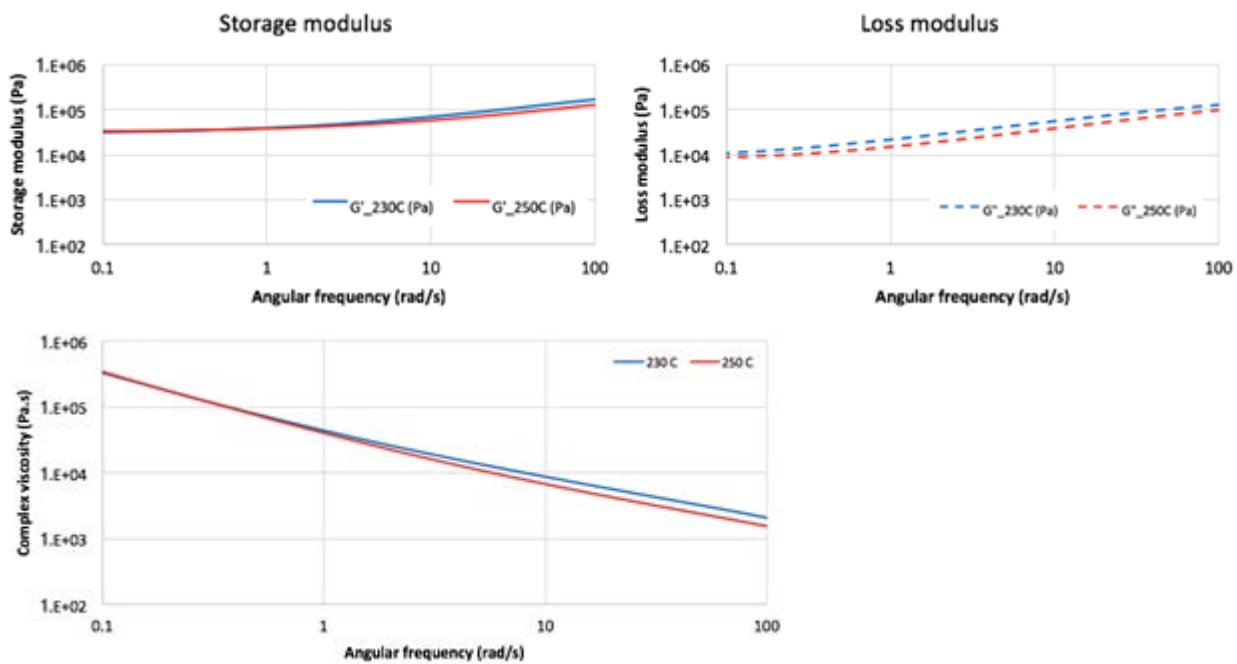 Storage modulus
1.E+06
1.E+05
1.E+04
1.E+03
1.E+02
Storage modulus (Pa)
G'_230C (Pa) G'_250C (Pa)
0.1 1 10 100
Angular frequency (rad/s)
Loss modulus
1.E+06
1.E+05
1.E+04
1.E+03
1.E+02
Loss modulus (Pa)
G"_230C (Pa) G"_250C (Pa)
0.1 1 10 100
Angular frequency (rad/s)
1.E+06
1.E+05
1.E+04
1.E+03
1.E+02
Complex viscosity (Pa.s)
230 C 250 C
0.1 1 10 100
Angular frequency (rad/s)